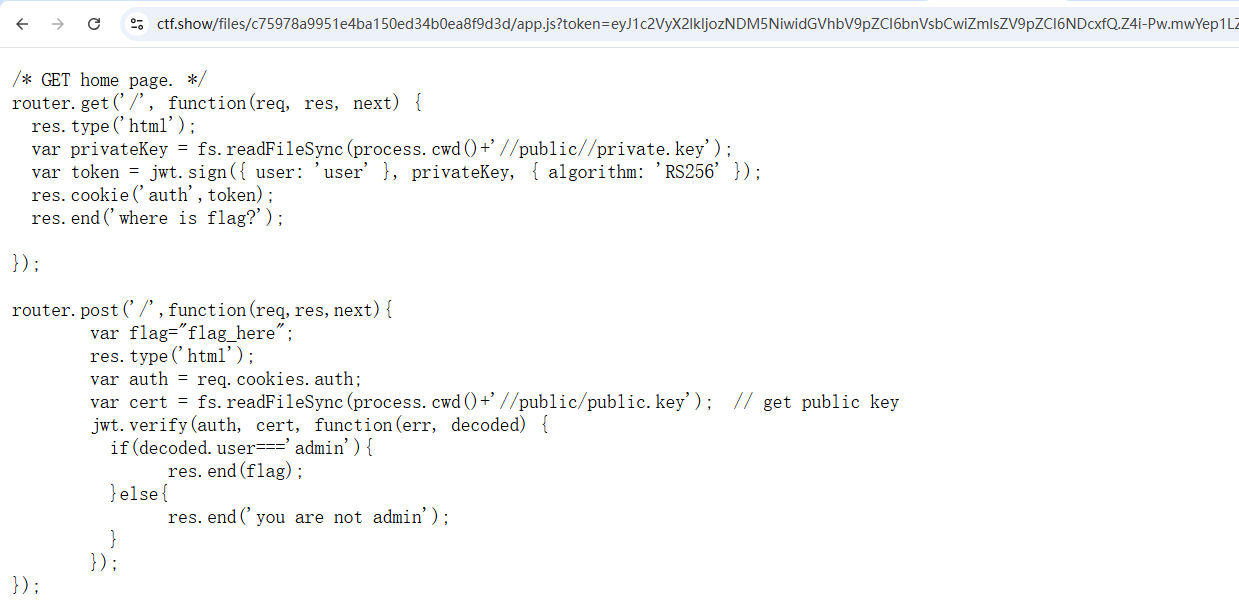 ctf.show/files/c75978a9951e4ba150ed34b0ea8f9d3d/app.js?token=eyJ1c2VyX2lkIjozNDM5NiwidGVhbV9pZCI6bnVsbCwiZmlsZV9pZCI6NDcxfQ.Z4i-Pw.mwYep1LZ
/* GET home page. */
router.get('/', function(req, res, next) {
  res.type('html');
  var privateKey = fs.readFileSync(process.cwd()+'//public//private.key');
  var token = jwt.sign({ user: 'user' }, privateKey, { algorithm: 'RS256' });
  res.cookie('auth',token);
  res.end('where is flag?');
});
router.post('/',function(req,res,next){
        var flag="flag_here";
        res.type('html');
        var auth = req.cookies.auth;
        var cert = fs.readFileSync(process.cwd()+'//public/public.key');  // get public key
        jwt.verify(auth, cert, function(err, decoded) {
          if(decoded.user==='admin'){
                res.end(flag);
          }else{
                res.end('you are not admin');
          }
        });
});